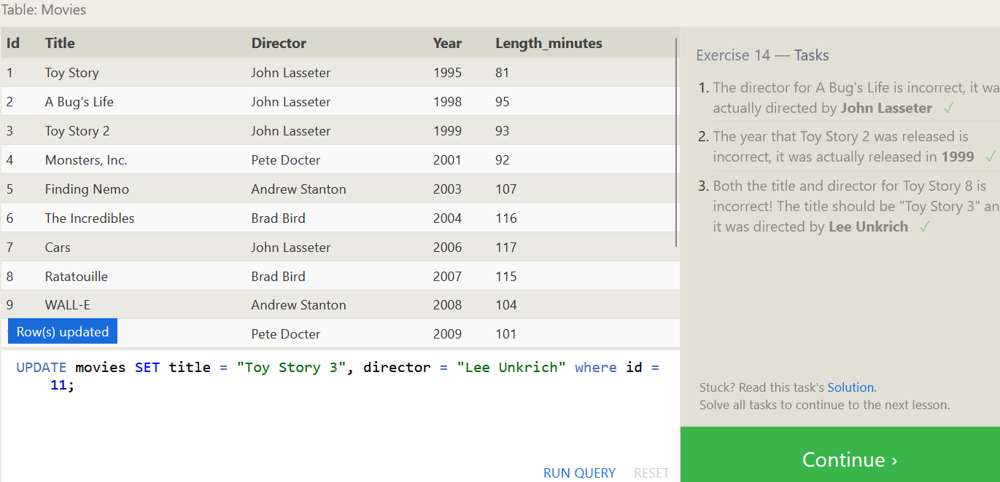 Table: Movies
Id Title Director Year Length_minutes
1 Toy Story John Lasseter 1995 81
2 A Bug's Life John Lasseter 1998 95
3 Toy Story 2 John Lasseter 1999 93
4 Monsters, Inc. Pete Docter 2001 92
5 Finding Nemo Andrew Stanton 2003 107
6 The Incredibles Brad Bird 2004 116
7 Cars John Lasseter 2006 117
8 Ratatouille Brad Bird 2007 115
9 WALL-E Andrew Stanton 2008 104
Row(s) updated Pete Docter 2009 101
UPDATE movies SET title = "Toy Story 3", director = "Lee Unkrich" where id =
11;
RUN QUERY RESET
Exercise 14 — Tasks
1. The director for A Bug's Life is incorrect, it wa
actually directed by John Lasseter ✓
2. The year that Toy Story 2 was released is
incorrect, it was actually released in 1999 ✓
3. Both the title and director for Toy Story 8 is
incorrect! The title should be "Toy Story 3" an
it was directed by Lee Unkrich ✓
Stuck? Read this task's Solution.
Solve all tasks to continue to the next lesson.
Continue ›